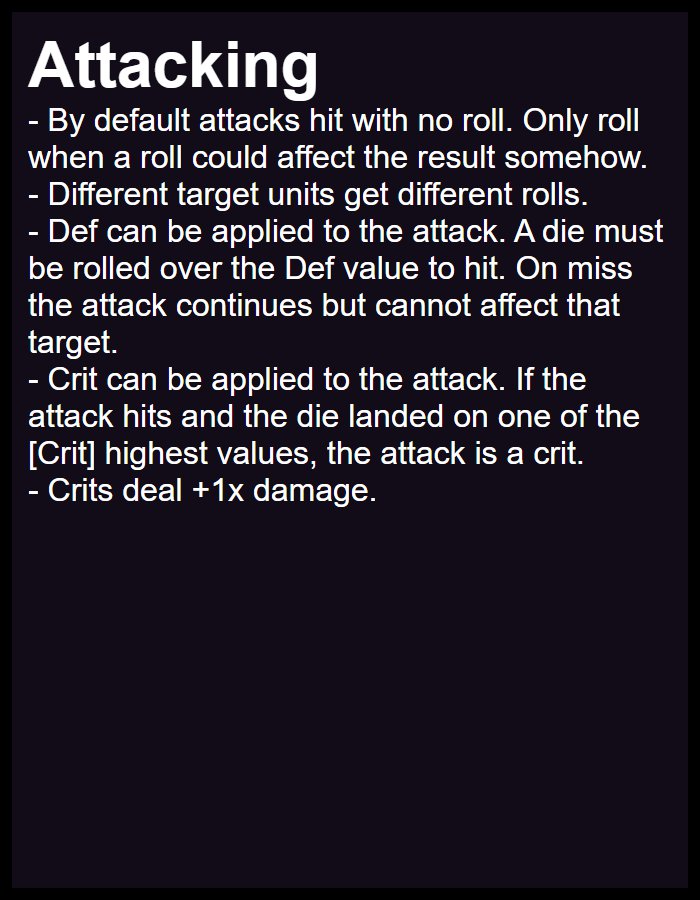 Attacking
- By default attacks hit with no roll. Only roll
when a roll could affect the result somehow.
- Different target units get different rolls.
- Def can be applied to the attack. A die must
be rolled over the Def value to hit. On miss
the attack continues but cannot affect that
target.
- Crit can be applied to the attack. If the
attack hits and the die landed on one of the
[Crit] highest values, the attack is a crit.
- Crits deal +1x damage.